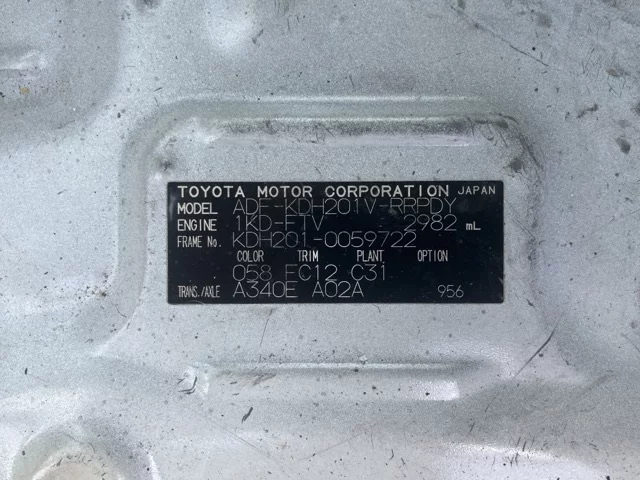 TOYOTA MOTOR CORPORATION JAPAN
MODEL ADF-KDH201V-RRPDY
ENGINE 1KD-FTV 2982 mL
FRAME No. KDH201-0059722
COLOR TRIM PLANT OPTION
058 FC12 C31
TRANS./AXLE A340E A02A 956